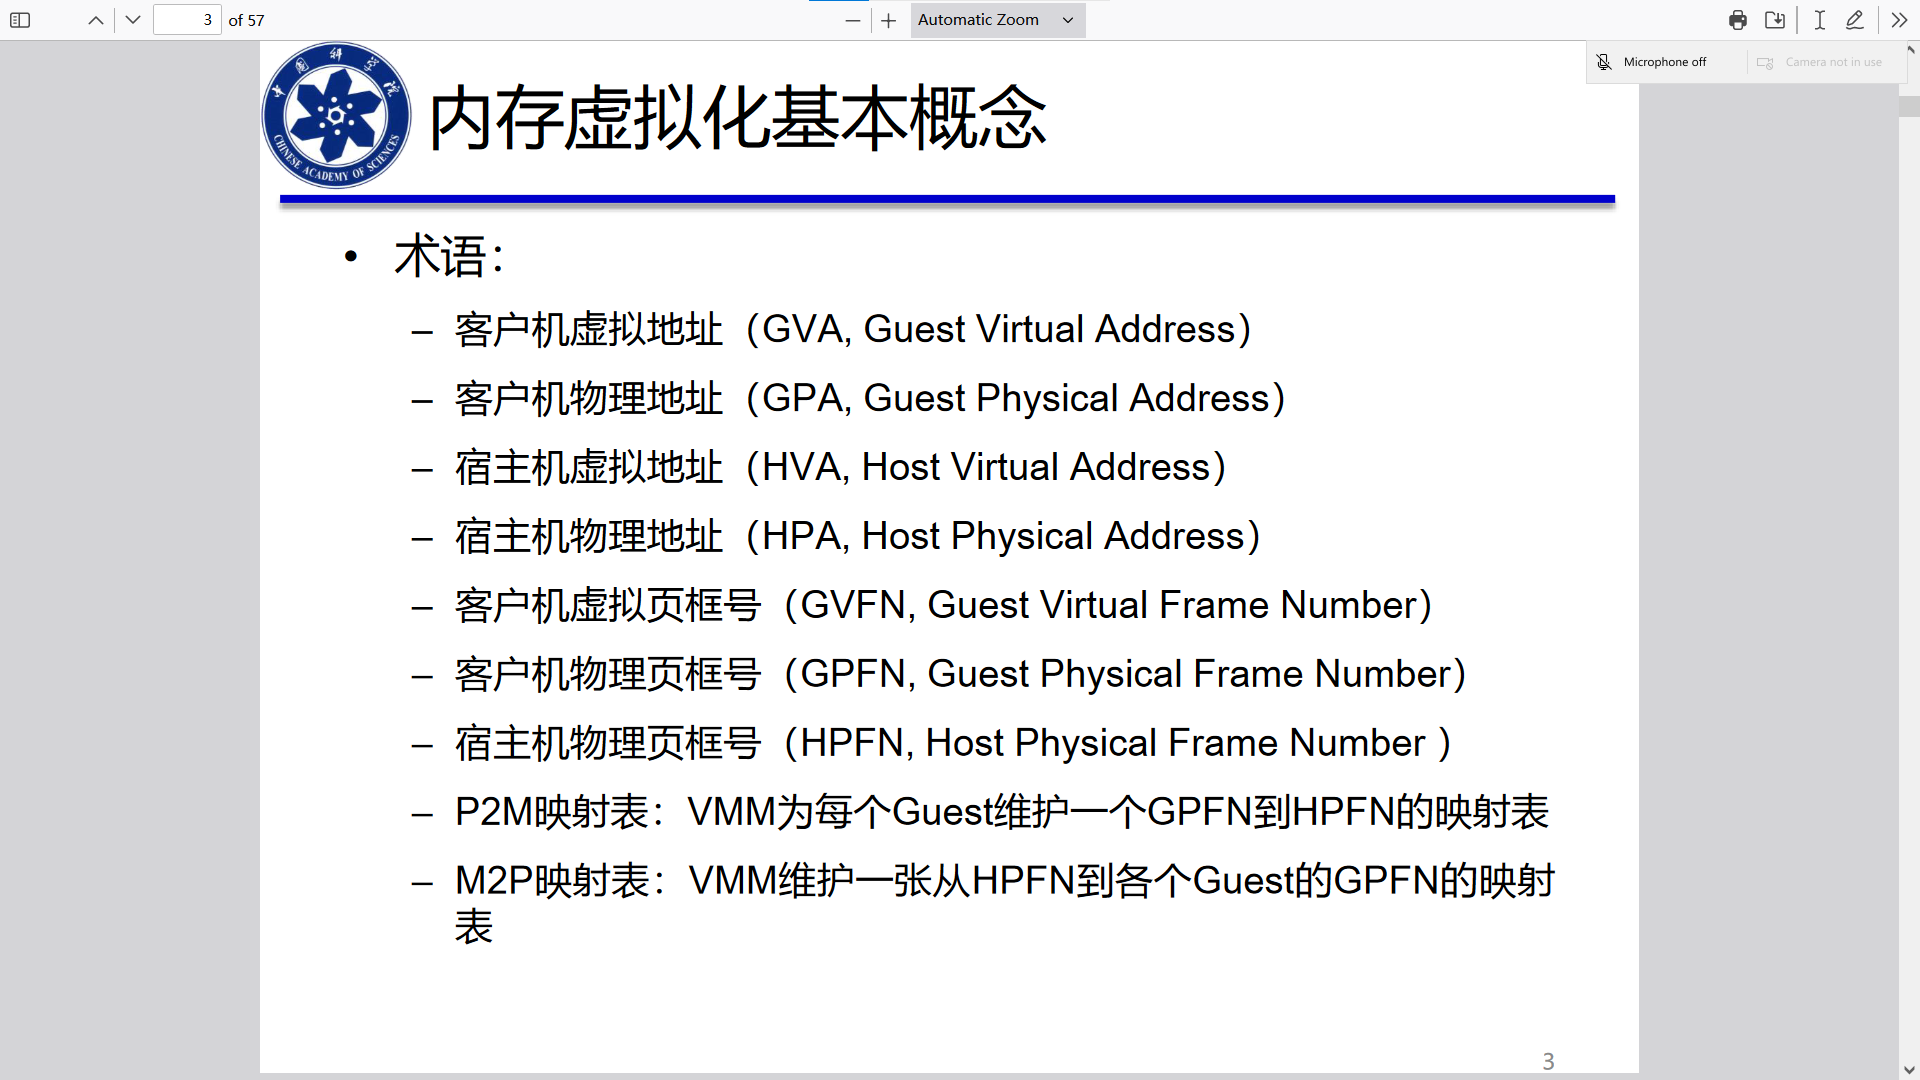 3 of 57
Automatic Zoom
Microphone off
Camera not in use
中国科学院
CHINESE ACADEMY OF SCIENCES
内存虚拟化基本概念
• 术语：
– 客户机虚拟地址（GVA, Guest Virtual Address）
– 客户机物理地址（GPA, Guest Physical Address）
– 宿主机虚拟地址（HVA, Host Virtual Address）
– 宿主机物理地址（HPA, Host Physical Address）
– 客户机虚拟页框号（GVFN, Guest Virtual Frame Number）
– 客户机物理页框号（GPFN, Guest Physical Frame Number）
– 宿主机物理页框号（HPFN, Host Physical Frame Number ）
– P2M映射表：VMM为每个Guest维护一个GPFN到HPFN的映射表
– M2P映射表：VMM维护一张从HPFN到各个Guest的GPFN的映射
表
3